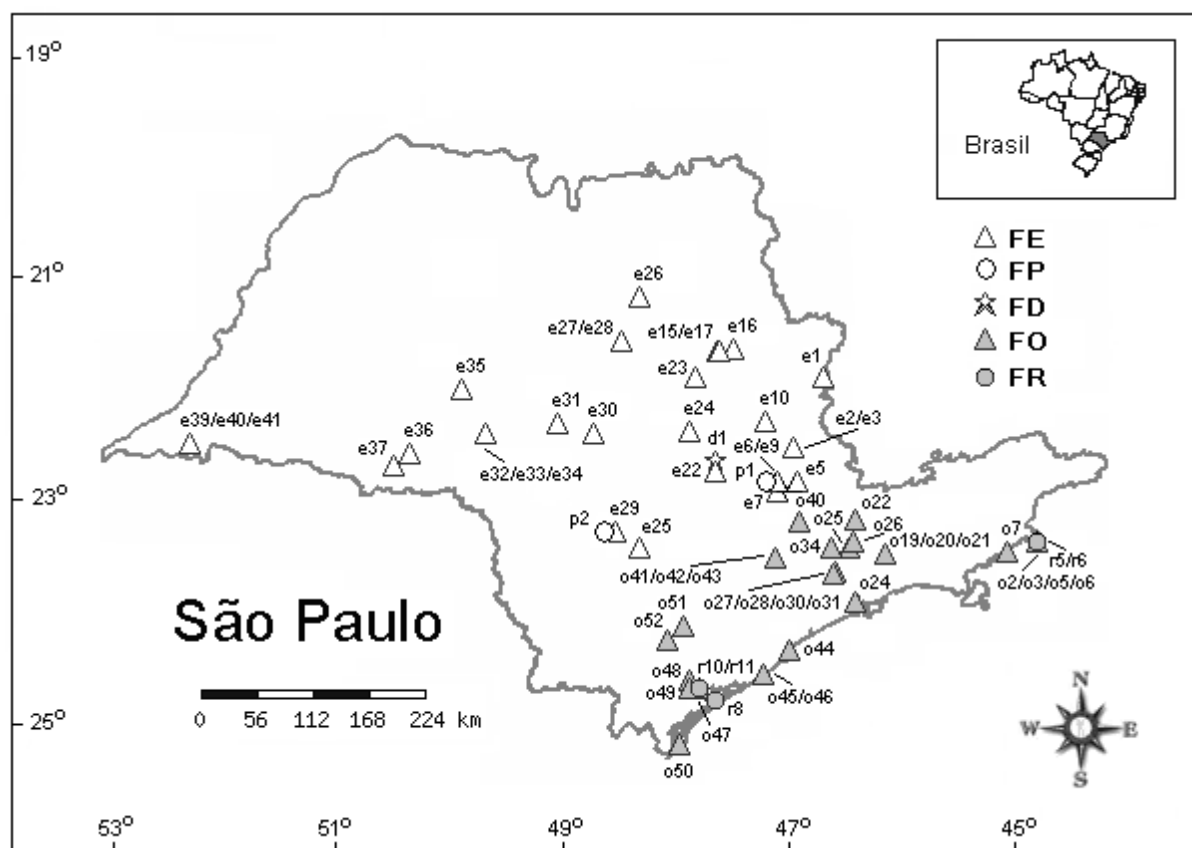 19°
Brasil
FE
FP
FD
FO
FR
21°
e26
e27/e28
e15/e17
e16
e1
e23
e35
e31
e30
e24
e10
e2/e3
e39/e40/e41
e37
e36
e32/e33/e34
d1
e6/e9
e22
p1
e5
e7
23°
p2
e29
e25
o40
o25
o22
o26
o34
o19/o20/o21
o7
r5/r6
o2/o3/o5/o6
o41/o42/o43
o27/o28/o30/o31
o24
São Paulo
o51
o52
o44
o48
r10/r11
o49
o45/o46
r8
o47
o50
0 56 112 168 224 km
25°
N
W
E
S
53°
51°
49°
47°
45°